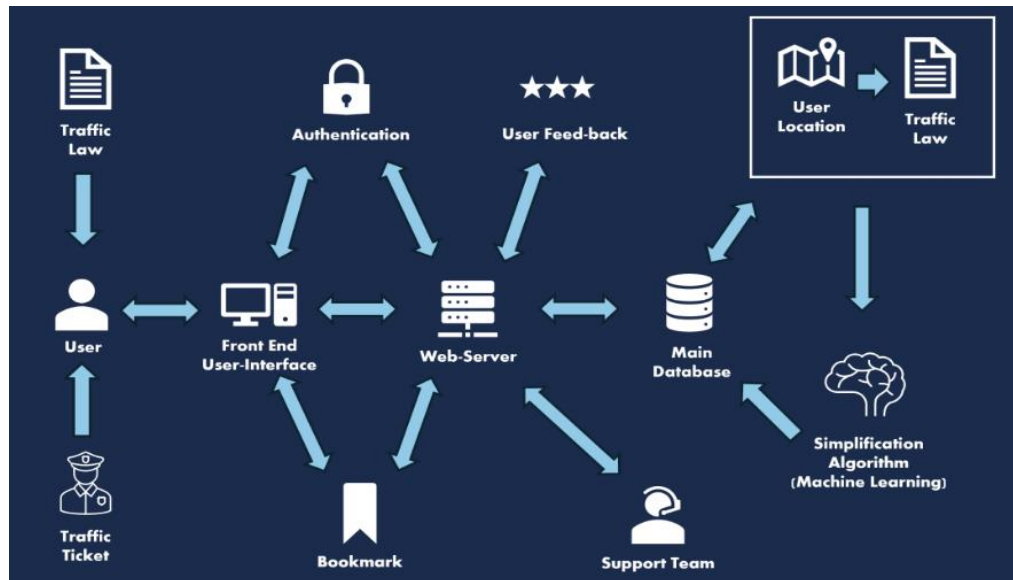 Traffic
Law
Authentication
User Feed-back
User
Location
Traffic
Law
User
Front End
User-Interface
Web-Server
Main
Database
Simplification
Algorithm
(Machine Learning)
Traffic
Ticket
Bookmark
Support Team